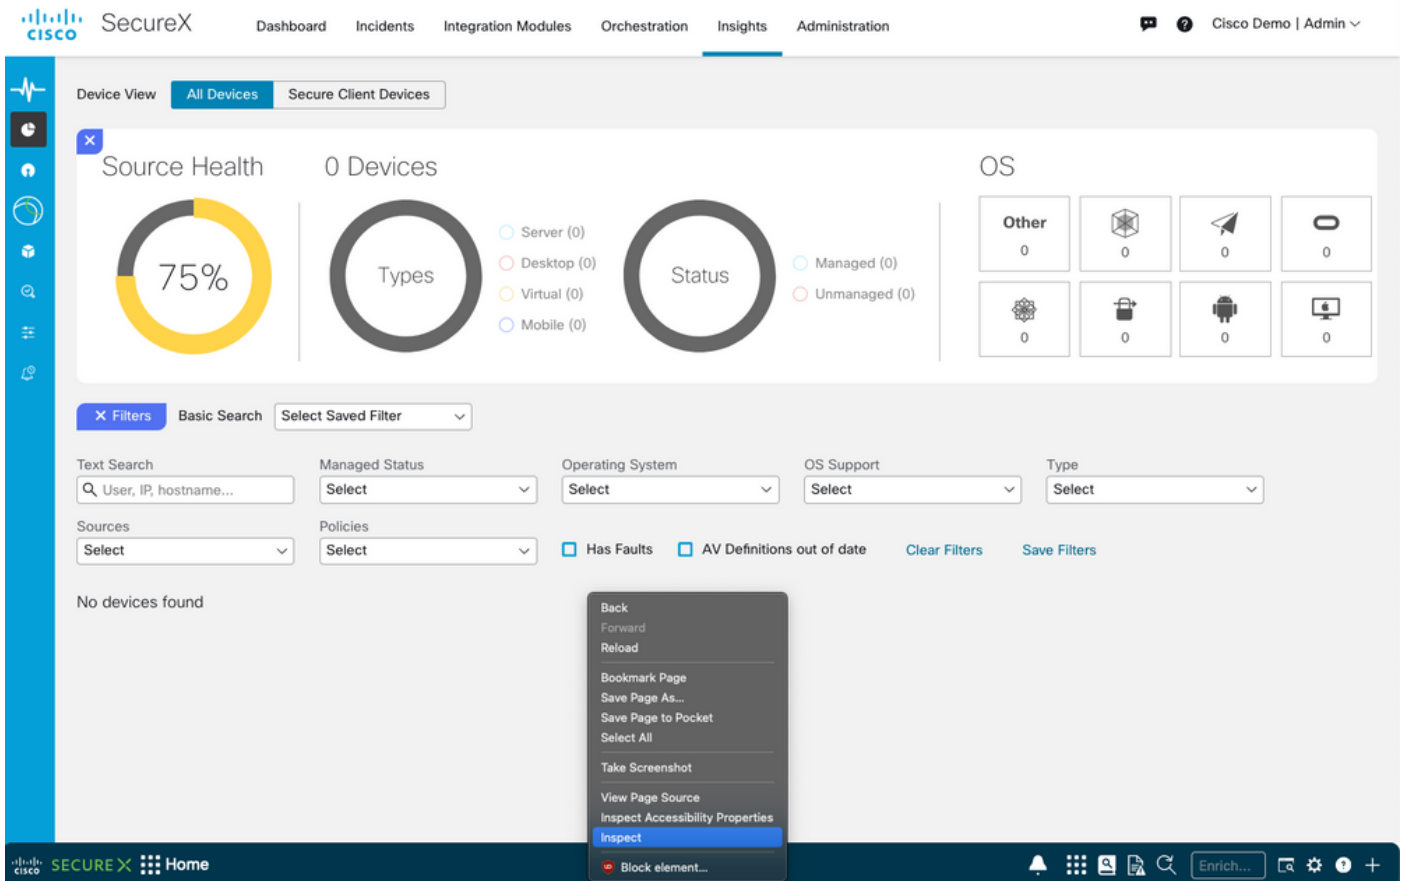 CISCO SecureX Dashboard Incidents Integration Modules Orchestration Insights Administration ? Cisco Demo | Admin
Device View All Devices Secure Client Devices
Source Health 0 Devices OS
75%
Types
Server (0)
Desktop (0)
Virtual (0)
Mobile (0)
Status
Managed (0)
Unmanaged (0)
Other
0 0 0 0
0 0 0 0
Filters Basic Search Select Saved Filter
Text Search Managed Status Operating System OS Support Type
User, IP, hostname... Select Select Select Select
Sources Policies
Select Select Has Faults AV Definitions out of date Clear Filters Save Filters
No devices found
Back
Forward
Reload
Bookmark Page
Save Page As...
Save Page to Pocket
Select All
Take Screenshot
View Page Source
Inspect Accessibility Properties
Inspect
Block element...
CISCO SECUREX Home Enrich... ?